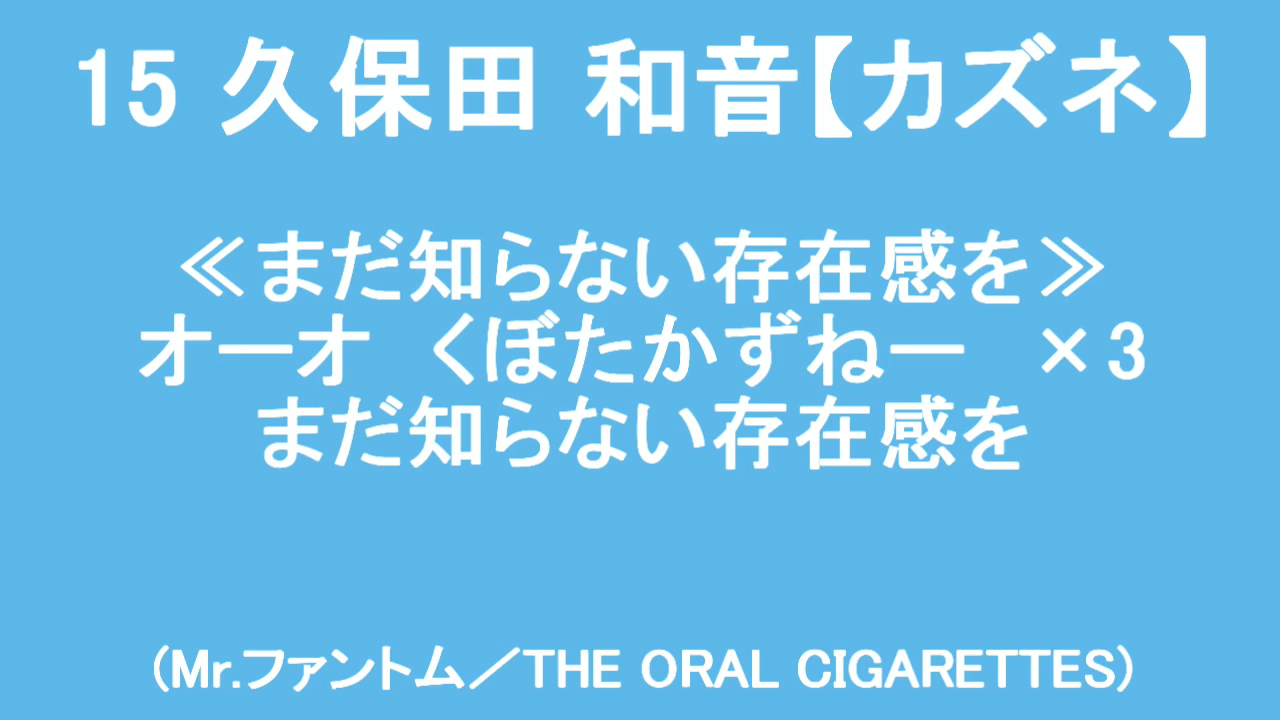 15 久保田 和音【カズネ】
≪まだ知らない存在感を≫
オーオ　くぼたかずねー　×3
まだ知らない存在感を
(Mr.ファントム／THE ORAL CIGARETTES)